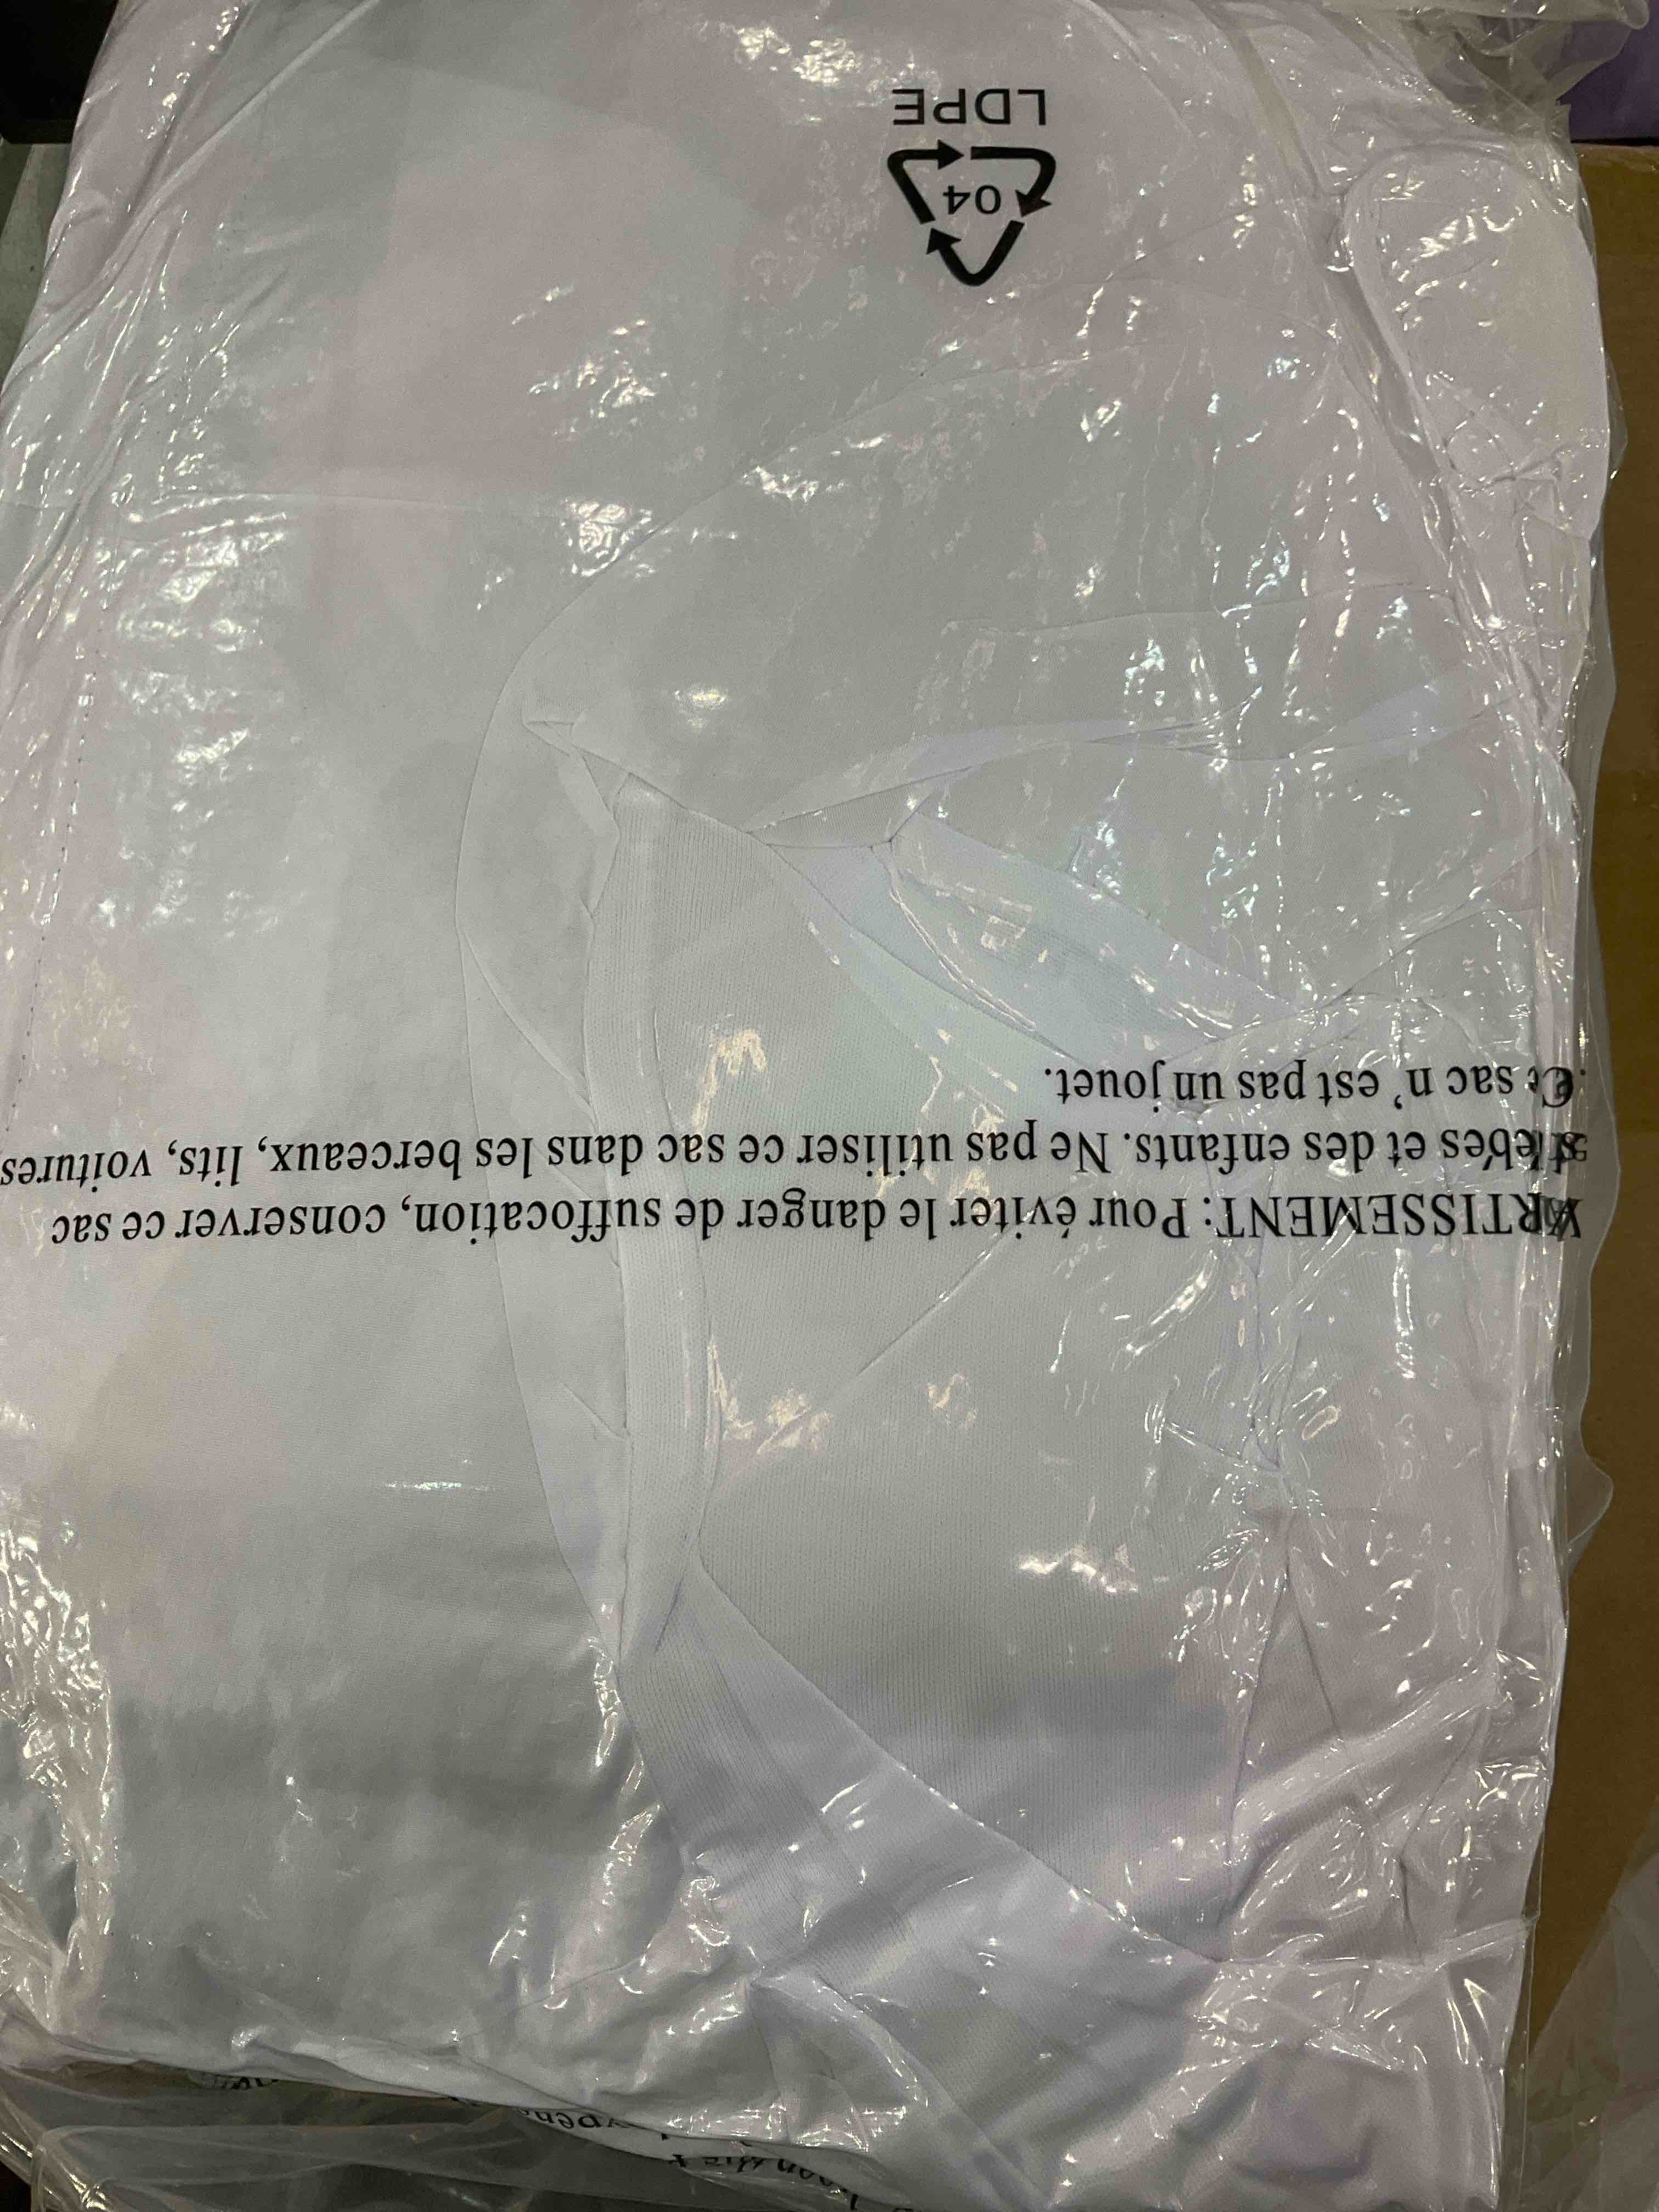 RTISSEMENT: Pour éviter le danger de suffocation, conserver ce sac
et des enfants. Ne pas utiliser ce sac dans les berceaux, lits, voitures
sac n'est pas un jouet.
04
LDPE